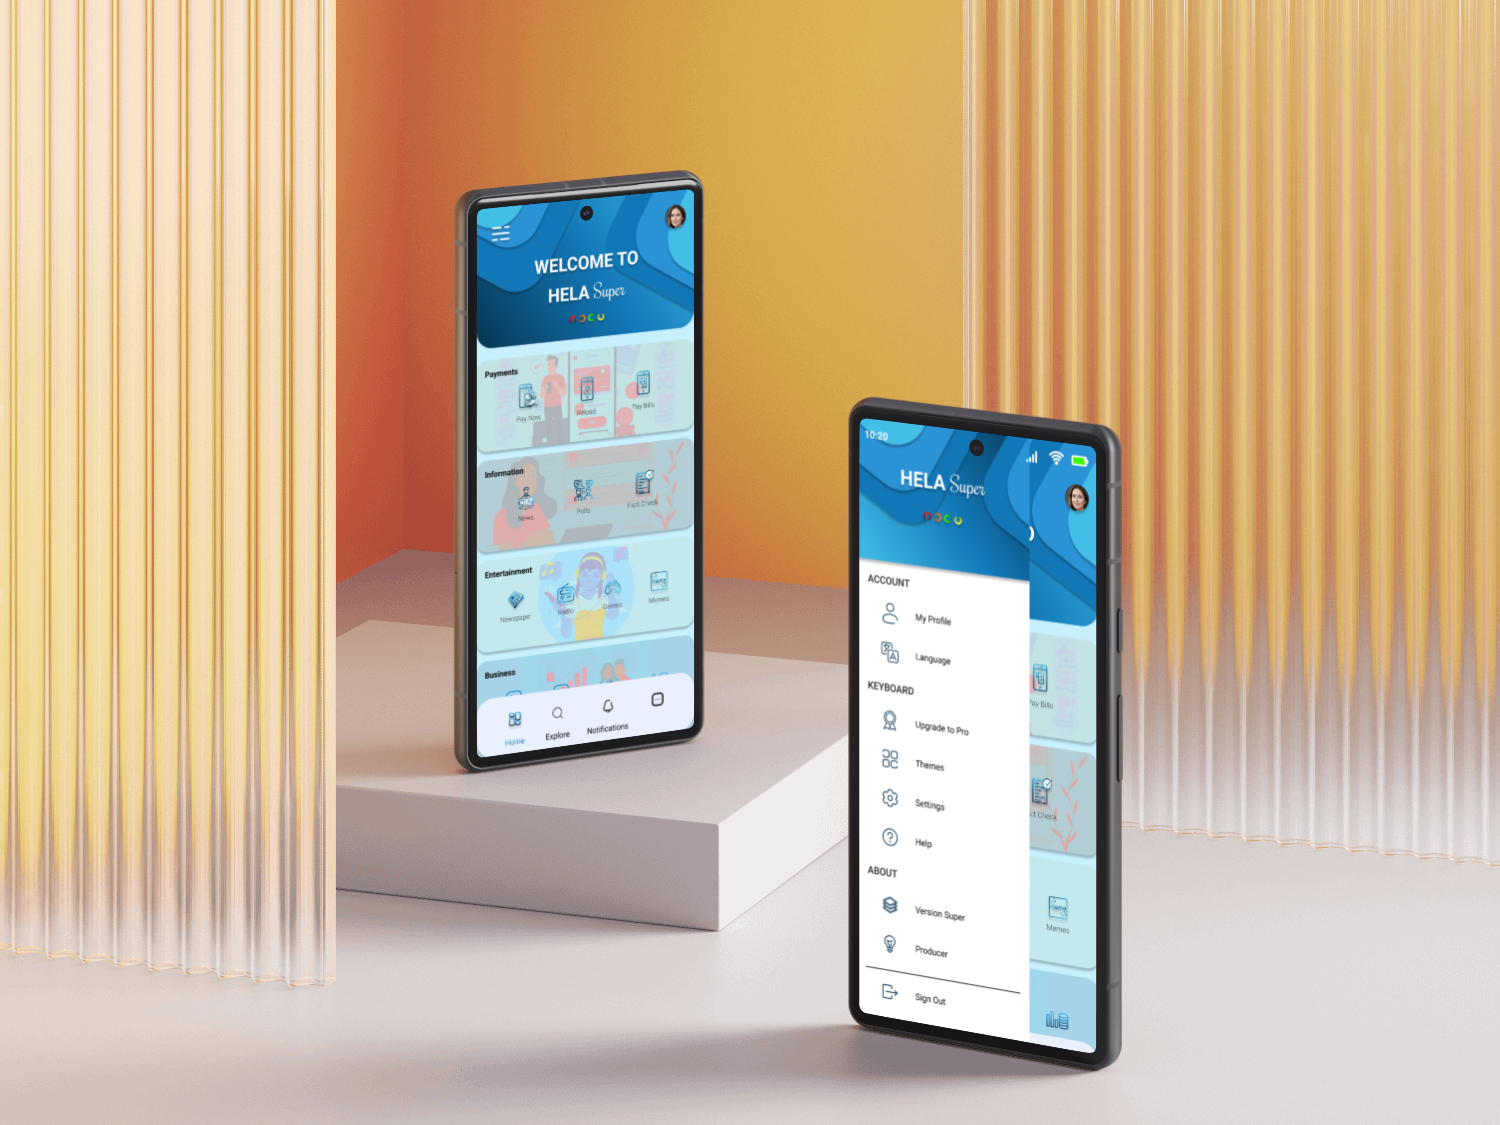 WELCOME TO
HELA Super
Payments
Pay Now
Reload
Pay Bills
Information
News
Polls
Fact Check
Entertainment
Newspaper
Radio
Games
Memes
Business
Home
Explore
Notifications
10:20
HELA Super
ACCOUNT
My Profile
Language
KEYBOARD
Upgrade to Pro
Themes
Settings
Help
ABOUT
Version Super
Producer
Sign Out
Pay Bills
ct Check
Memes